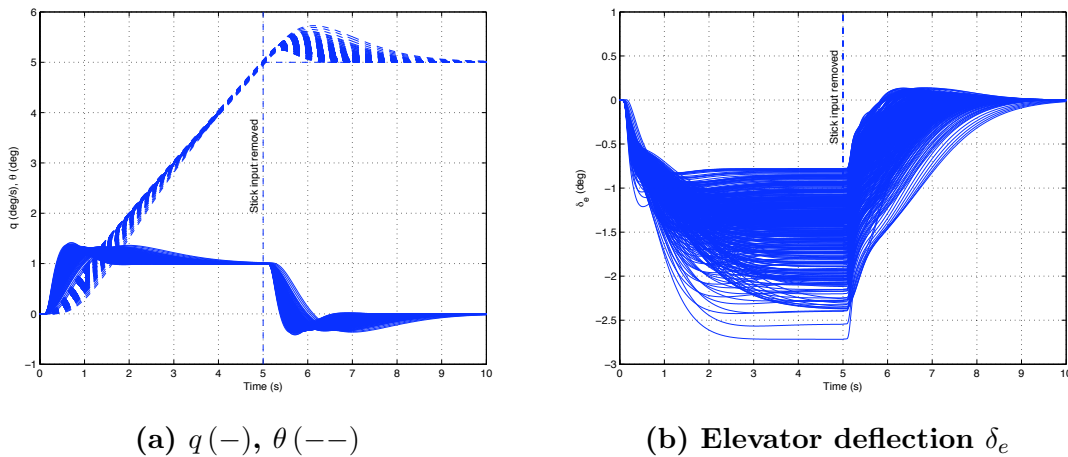 6
5
4
3
2
1
0
−1
q (deg/s), θ (deg)
Stick input removed
0 1 2 3 4 5 6 7 8 9 10
Time (s)
(a) q (−), θ (−−)
1
0.5
0
−0.5
−1
−1.5
−2
−2.5
−3
δe (deg)
Stick input removed
0 1 2 3 4 5 6 7 8 9 10
Time (s)
(b) Elevator deflection δe